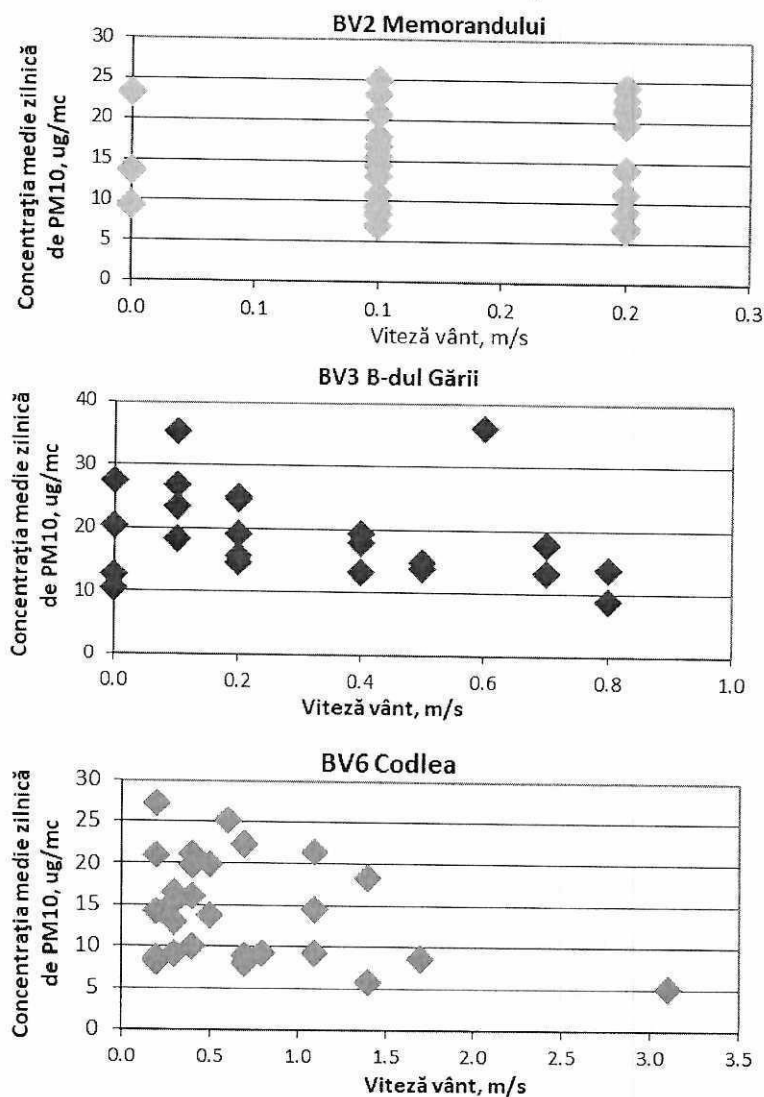 BV2 Memorandului
Concentrația medie zilnică
de PM10, ug/mc
30
25
20
15
10
5
0
0.0 0.1 0.1 0.2 0.2 0.3
Viteză vânt, m/s
BV3 B-dul Gării
Concentrația medie zilnică
de PM10, ug/mc
40
30
20
10
0
0.0 0.2 0.4 0.6 0.8 1.0
Viteză vânt, m/s
BV6 Codlea
Concentrația medie zilnică
de PM10, ug/mc
30
25
20
15
10
5
0
0.0 0.5 1.0 1.5 2.0 2.5 3.0 3.5
Viteză vânt, m/s